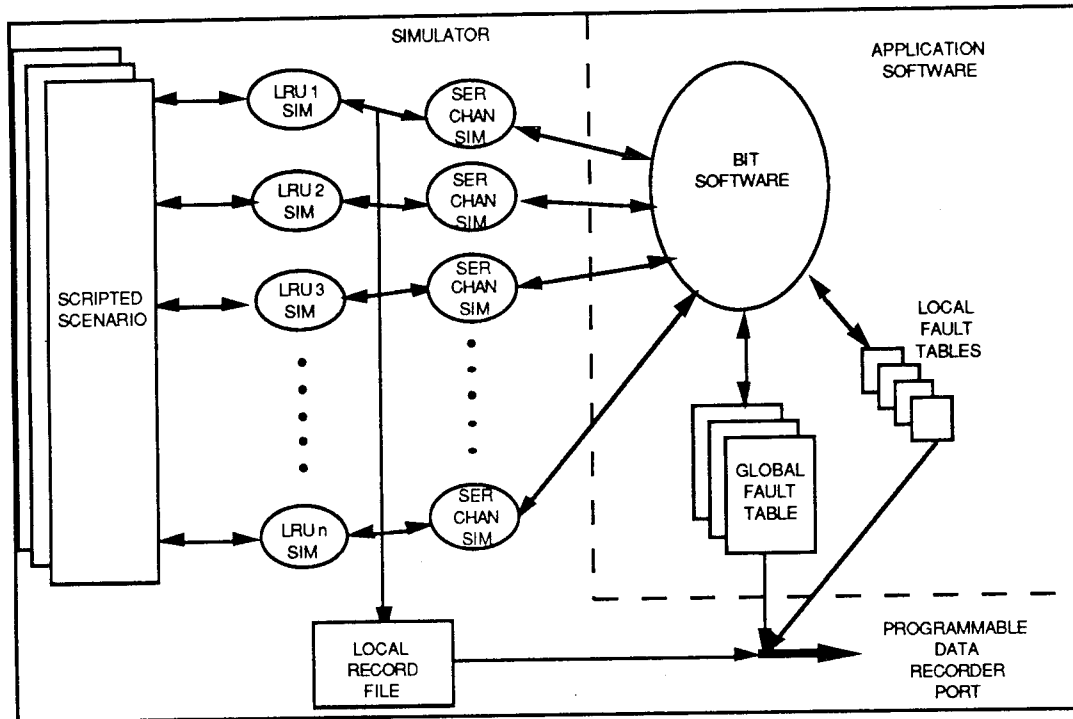 SIMULATOR
APPLICATION
SOFTWARE
LRU 1
SIM
SER
CHAN
SIM
BIT
SOFTWARE
LRU 2
SIM
SER
CHAN
SIM
SCRIPTED
SCENARIO
LRU 3
SIM
SER
CHAN
SIM
LOCAL
FAULT
TABLES
GLOBAL
FAULT
TABLE
LRU n
SIM
SER
CHAN
SIM
LOCAL
RECORD
FILE
PROGRAMMABLE
DATA
RECORDER
PORT